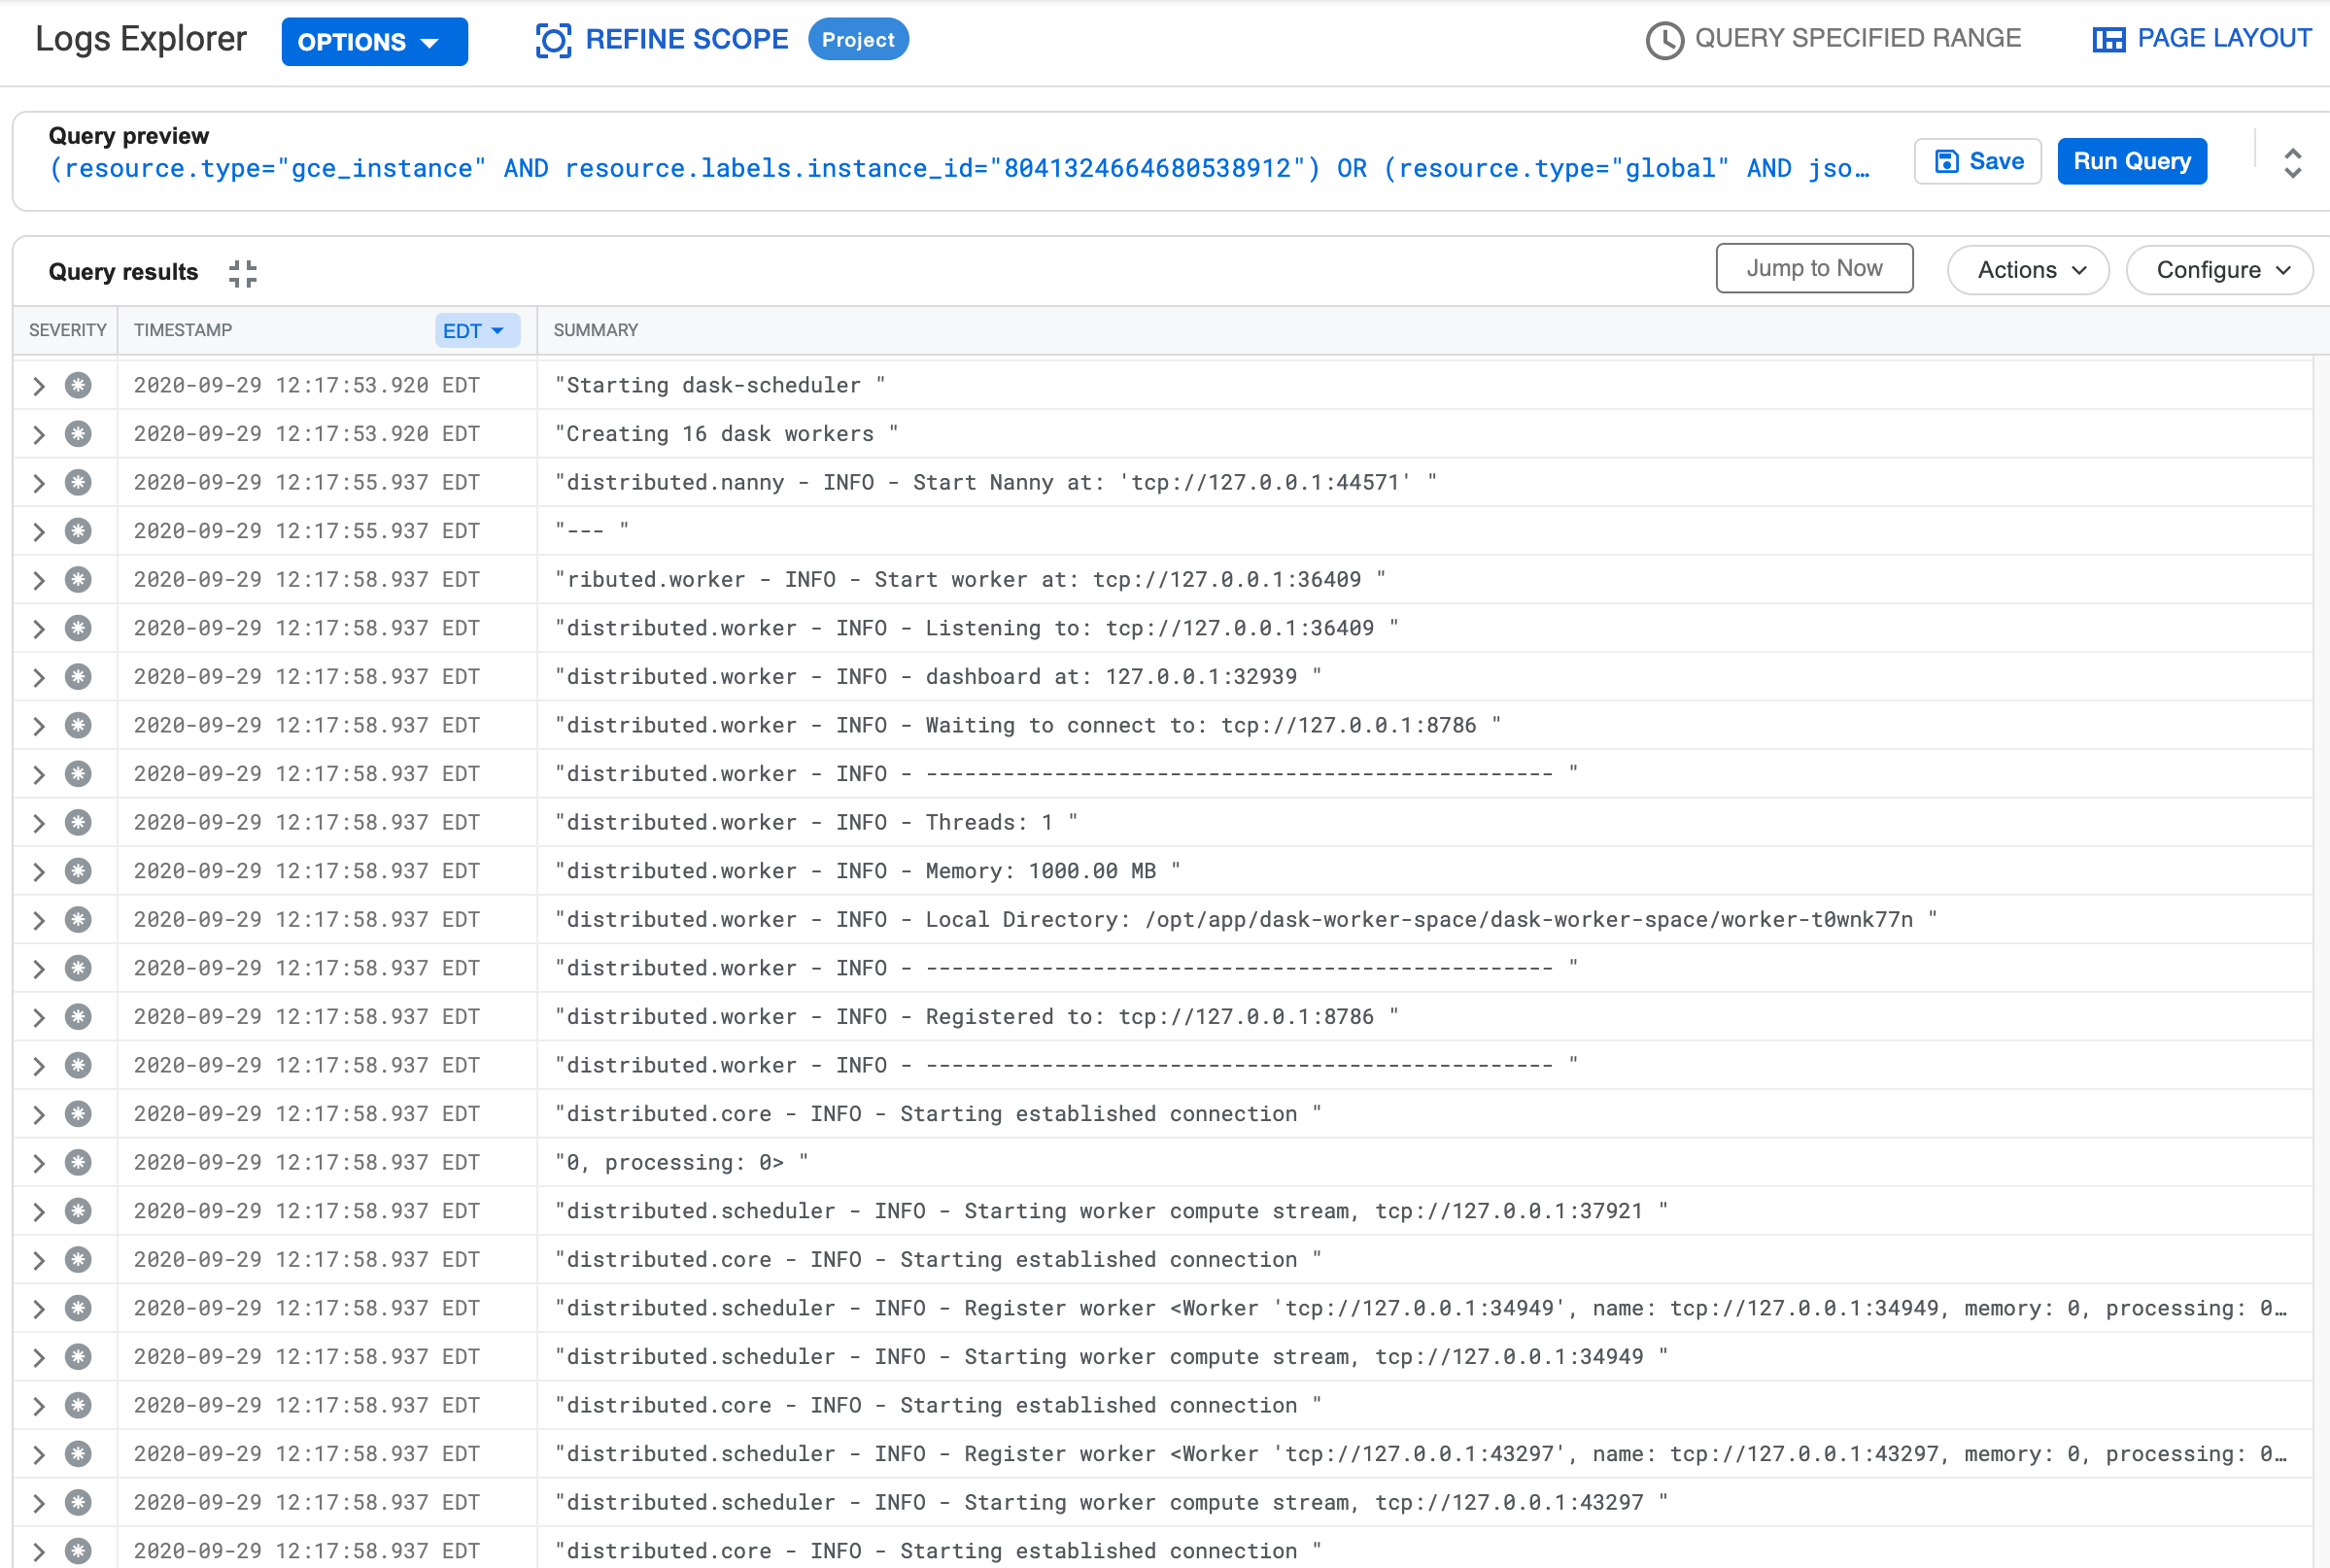 Logs Explorer OPTIONS REFINE SCOPE Project QUERY SPECIFIED RANGE PAGE LAYOUT
Query preview
(resource.type="gce_instance" AND resource.labels.instance_id="8041324664680538912") OR (resource.type="global" AND jso… Save Run Query
Query results Jump to Now Actions Configure
SEVERITY TIMESTAMP EDT SUMMARY
2020-09-29 12:17:53.920 EDT "Starting dask-scheduler "
2020-09-29 12:17:53.920 EDT "Creating 16 dask workers "
2020-09-29 12:17:55.937 EDT "distributed.nanny - INFO - Start Nanny at: 'tcp://127.0.0.1:44571' "
2020-09-29 12:17:55.937 EDT "--- "
2020-09-29 12:17:58.937 EDT "ributed.worker - INFO - Start worker at: tcp://127.0.0.1:36409 "
2020-09-29 12:17:58.937 EDT "distributed.worker - INFO - Listening to: tcp://127.0.0.1:36409 "
2020-09-29 12:17:58.937 EDT "distributed.worker - INFO - dashboard at: 127.0.0.1:32939 "
2020-09-29 12:17:58.937 EDT "distributed.worker - INFO - Waiting to connect to: tcp://127.0.0.1:8786 "
2020-09-29 12:17:58.937 EDT "distributed.worker - INFO - ------------------------------------------------- "
2020-09-29 12:17:58.937 EDT "distributed.worker - INFO - Threads: 1 "
2020-09-29 12:17:58.937 EDT "distributed.worker - INFO - Memory: 1000.00 MB "
2020-09-29 12:17:58.937 EDT "distributed.worker - INFO - Local Directory: /opt/app/dask-worker-space/dask-worker-space/worker-t0wnk77n "
2020-09-29 12:17:58.937 EDT "distributed.worker - INFO - ------------------------------------------------- "
2020-09-29 12:17:58.937 EDT "distributed.worker - INFO - Registered to: tcp://127.0.0.1:8786 "
2020-09-29 12:17:58.937 EDT "distributed.worker - INFO - ------------------------------------------------- "
2020-09-29 12:17:58.937 EDT "distributed.core - INFO - Starting established connection "
2020-09-29 12:17:58.937 EDT "0, processing: 0> "
2020-09-29 12:17:58.937 EDT "distributed.scheduler - INFO - Starting worker compute stream, tcp://127.0.0.1:37921 "
2020-09-29 12:17:58.937 EDT "distributed.core - INFO - Starting established connection "
2020-09-29 12:17:58.937 EDT "distributed.scheduler - INFO - Register worker <Worker 'tcp://127.0.0.1:34949', name: tcp://127.0.0.1:34949, memory: 0, processing: 0…
2020-09-29 12:17:58.937 EDT "distributed.scheduler - INFO - Starting worker compute stream, tcp://127.0.0.1:34949 "
2020-09-29 12:17:58.937 EDT "distributed.core - INFO - Starting established connection "
2020-09-29 12:17:58.937 EDT "distributed.scheduler - INFO - Register worker <Worker 'tcp://127.0.0.1:43297', name: tcp://127.0.0.1:43297, memory: 0, processing: 0…
2020-09-29 12:17:58.937 EDT "distributed.scheduler - INFO - Starting worker compute stream, tcp://127.0.0.1:43297 "
2020-09-29 12:17:58.937 EDT "distributed.core - INFO - Starting established connection "